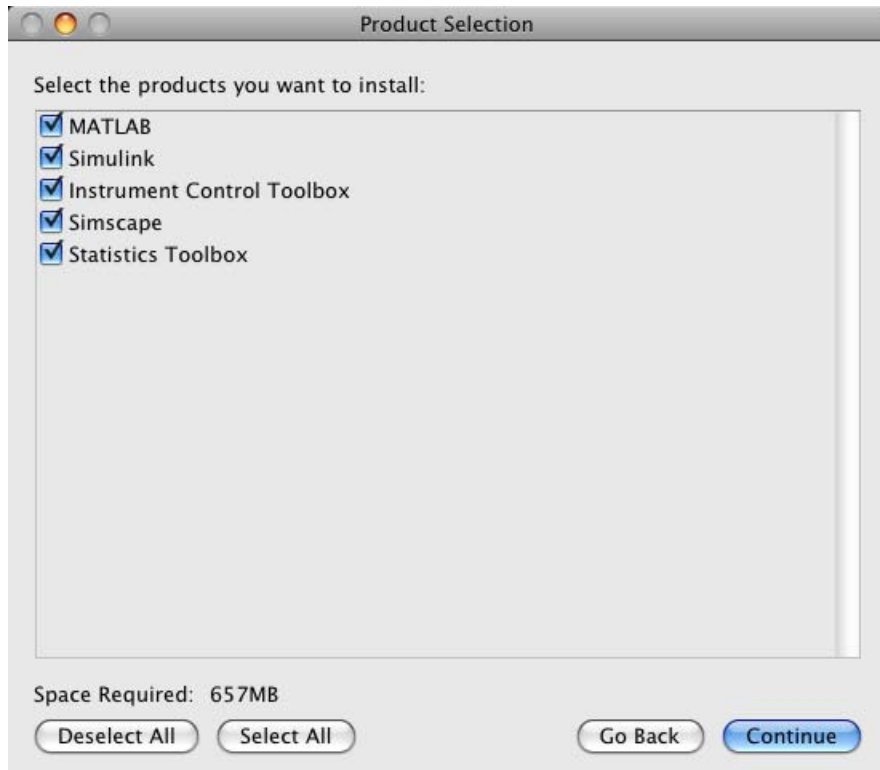 Product Selection
Select the products you want to install:
MATLAB
Simulink
Instrument Control Toolbox
Simscape
Statistics Toolbox
Space Required: 657MB
Deselect All Select All Go Back Continue